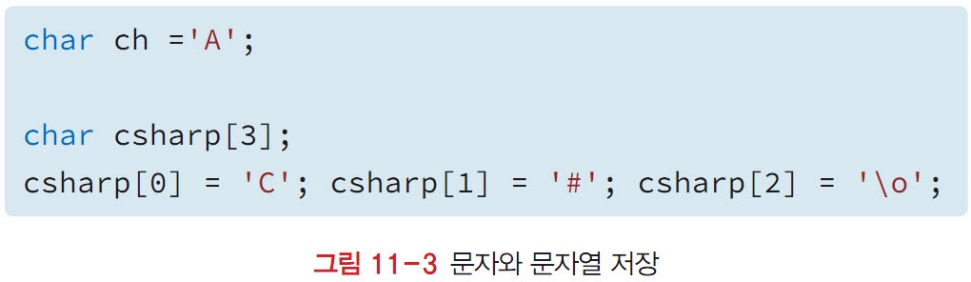 char ch ='A';
char csharp[3];
csharp[0] = 'C'; csharp[1] = '#'; csharp[2] = '\o';
그림 11-3 문자와 문자열 저장